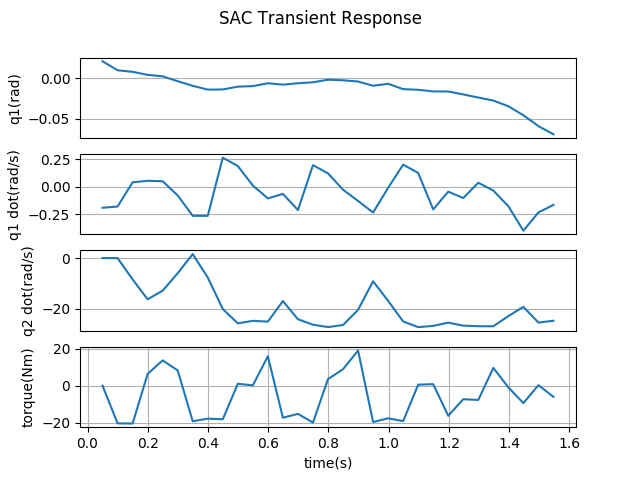 SAC Transient Response
q1(rad)
0.00
−0.05
q1 dot(rad/s)
0.25
0.00
−0.25
q2 dot(rad/s)
0
−20
torque(Nm)
20
0
−20
0.0 0.2 0.4 0.6 0.8 1.0 1.2 1.4 1.6
time(s)